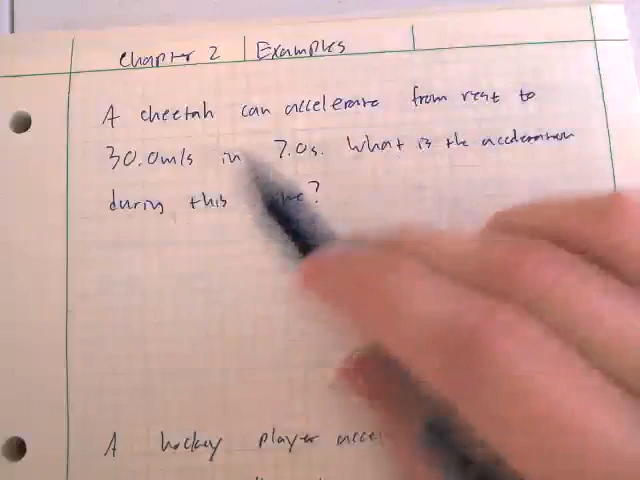 Chapter 2 Examples
A cheetah can accelerate from rest to
30.0m/s in 7.0s. What is the acceleration
during this
A hockey player